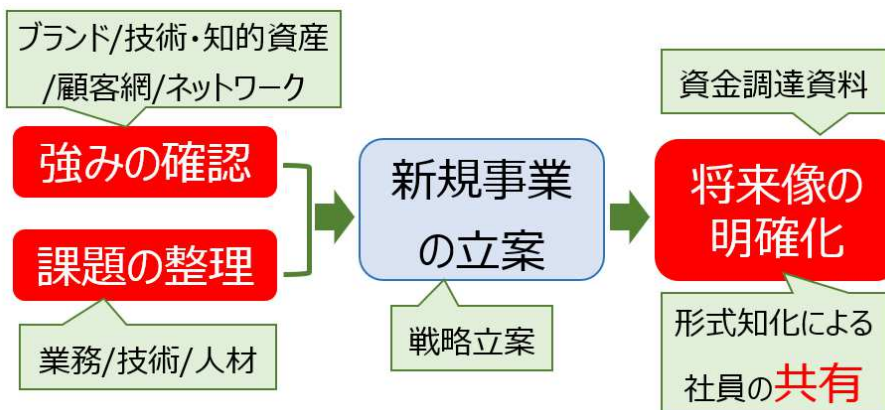 ブランド/技術・知的資産
/顧客網/ネットワーク
強みの確認
課題の整理
業務/技術/人材
新規事業
の立案
戦略立案
資金調達資料
将来像の
明確化
形式知化による
社員の共有